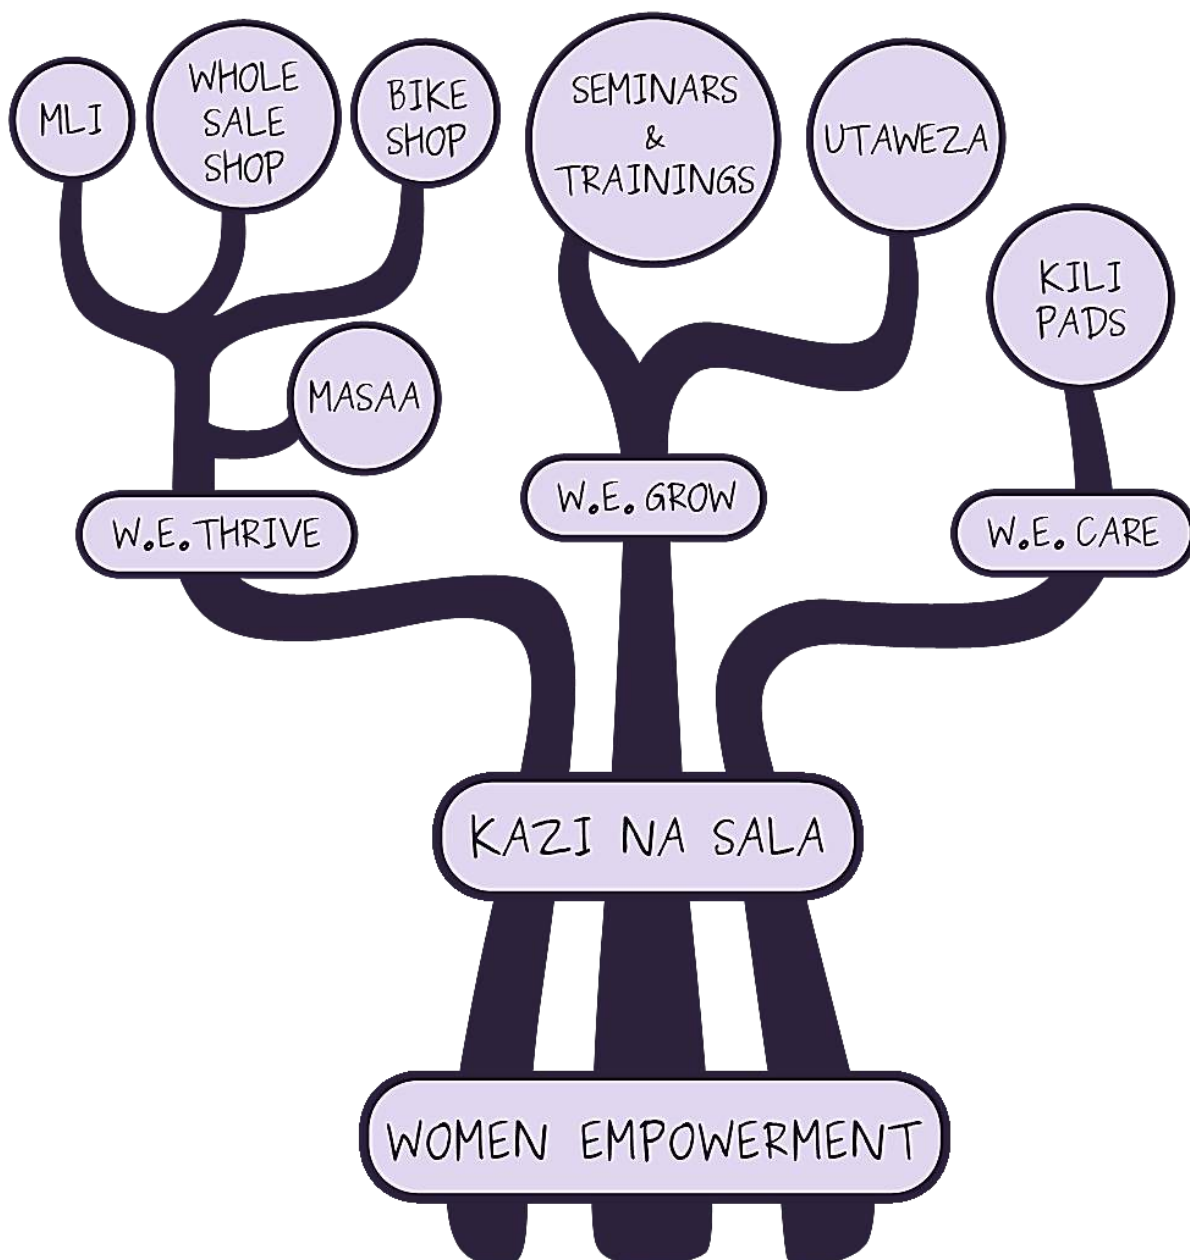 MLI
WHOLE
SALE
SHOP
BIKE
SHOP
SEMINARS
&
TRAININGS
UTAWEZA
KILI
PADS
MASAA
W.E. THRIVE
W.E. GROW
W.E. CARE
KAZI NA SALA
WOMEN EMPOWERMENT